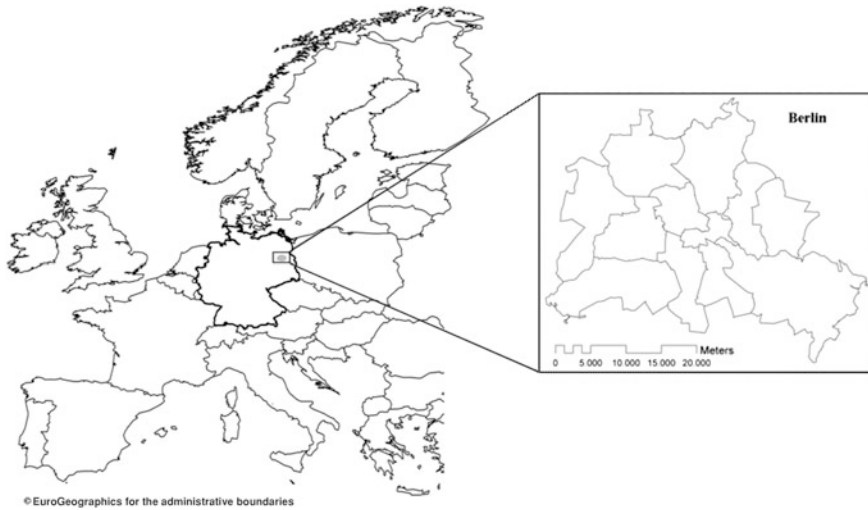 Berlin
Meters
0 5 000 10 000 15 000 20 000
© EuroGeographics for the administrative boundaries